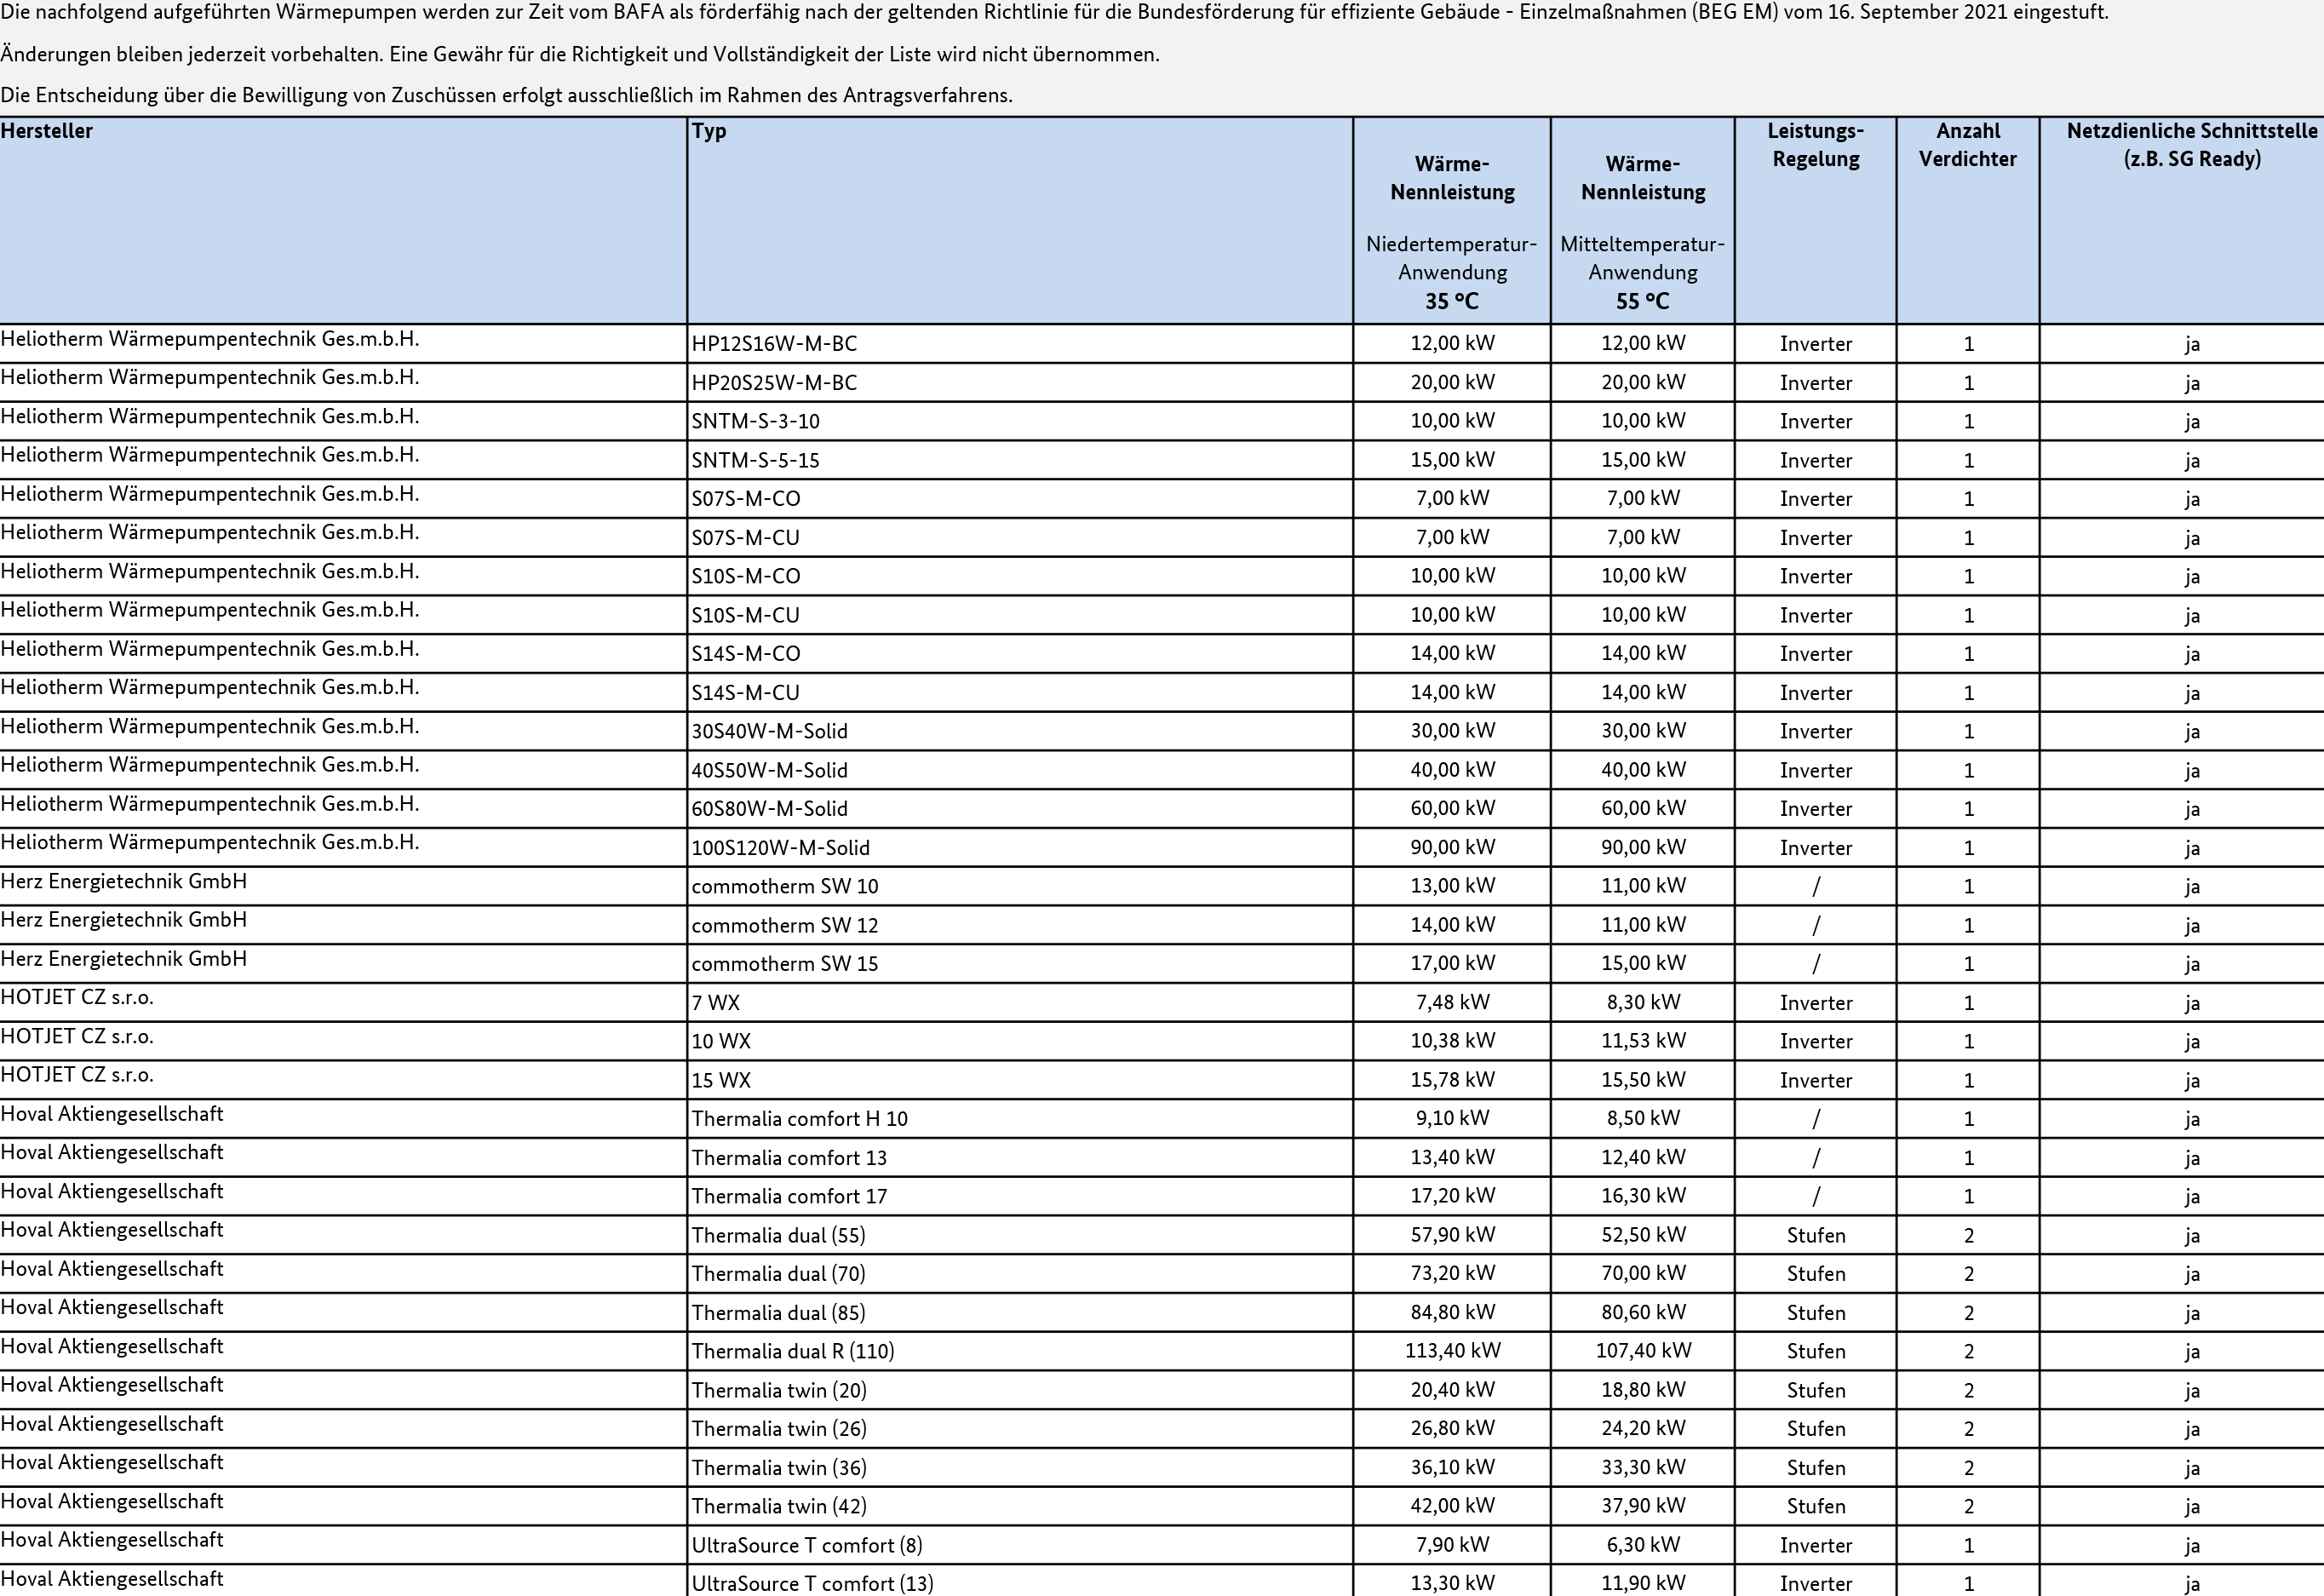 Die nachfolgend aufgeführten Wärmepumpen werden zur Zeit vom BAFA als förderfähig nach der geltenden Richtlinie für die Bundesförderung für effiziente Gebäude - Einzelmaßnahmen (BEG EM) vom 16. September 2021 eingestuft.
Änderungen bleiben jederzeit vorbehalten. Eine Gewähr für die Richtigkeit und Vollständigkeit der Liste wird nicht übernommen.
Die Entscheidung über die Bewilligung von Zuschüssen erfolgt ausschließlich im Rahmen des Antragsverfahrens.
Hersteller Typ Wärme-Nennleistung Niedertemperatur-Anwendung 35 °C Wärme-Nennleistung Mitteltemperatur-Anwendung 55 °C Leistungs-Regelung Anzahl Verdichter Netzdienliche Schnittstelle (z.B. SG Ready)
Heliotherm Wärmepumpentechnik Ges.m.b.H. HP12S16W-M-BC 12,00 kW 12,00 kW Inverter 1 ja
Heliotherm Wärmepumpentechnik Ges.m.b.H. HP20S25W-M-BC 20,00 kW 20,00 kW Inverter 1 ja
Heliotherm Wärmepumpentechnik Ges.m.b.H. SNTM-S-3-10 10,00 kW 10,00 kW Inverter 1 ja
Heliotherm Wärmepumpentechnik Ges.m.b.H. SNTM-S-5-15 15,00 kW 15,00 kW Inverter 1 ja
Heliotherm Wärmepumpentechnik Ges.m.b.H. S07S-M-CO 7,00 kW 7,00 kW Inverter 1 ja
Heliotherm Wärmepumpentechnik Ges.m.b.H. S07S-M-CU 7,00 kW 7,00 kW Inverter 1 ja
Heliotherm Wärmepumpentechnik Ges.m.b.H. S10S-M-CO 10,00 kW 10,00 kW Inverter 1 ja
Heliotherm Wärmepumpentechnik Ges.m.b.H. S10S-M-CU 10,00 kW 10,00 kW Inverter 1 ja
Heliotherm Wärmepumpentechnik Ges.m.b.H. S14S-M-CO 14,00 kW 14,00 kW Inverter 1 ja
Heliotherm Wärmepumpentechnik Ges.m.b.H. S14S-M-CU 14,00 kW 14,00 kW Inverter 1 ja
Heliotherm Wärmepumpentechnik Ges.m.b.H. 30S40W-M-Solid 30,00 kW 30,00 kW Inverter 1 ja
Heliotherm Wärmepumpentechnik Ges.m.b.H. 40S50W-M-Solid 40,00 kW 40,00 kW Inverter 1 ja
Heliotherm Wärmepumpentechnik Ges.m.b.H. 60S80W-M-Solid 60,00 kW 60,00 kW Inverter 1 ja
Heliotherm Wärmepumpentechnik Ges.m.b.H. 100S120W-M-Solid 90,00 kW 90,00 kW Inverter 1 ja
Herz Energietechnik GmbH commotherm SW 10 13,00 kW 11,00 kW / 1 ja
Herz Energietechnik GmbH commotherm SW 12 14,00 kW 11,00 kW / 1 ja
Herz Energietechnik GmbH commotherm SW 15 17,00 kW 15,00 kW / 1 ja
HOTJET CZ s.r.o. 7 WX 7,48 kW 8,30 kW Inverter 1 ja
HOTJET CZ s.r.o. 10 WX 10,38 kW 11,53 kW Inverter 1 ja
HOTJET CZ s.r.o. 15 WX 15,78 kW 15,50 kW Inverter 1 ja
Hoval Aktiengesellschaft Thermalia comfort H 10 9,10 kW 8,50 kW / 1 ja
Hoval Aktiengesellschaft Thermalia comfort 13 13,40 kW 12,40 kW / 1 ja
Hoval Aktiengesellschaft Thermalia comfort 17 17,20 kW 16,30 kW / 1 ja
Hoval Aktiengesellschaft Thermalia dual (55) 57,90 kW 52,50 kW Stufen 2 ja
Hoval Aktiengesellschaft Thermalia dual (70) 73,20 kW 70,00 kW Stufen 2 ja
Hoval Aktiengesellschaft Thermalia dual (85) 84,80 kW 80,60 kW Stufen 2 ja
Hoval Aktiengesellschaft Thermalia dual R (110) 113,40 kW 107,40 kW Stufen 2 ja
Hoval Aktiengesellschaft Thermalia twin (20) 20,40 kW 18,80 kW Stufen 2 ja
Hoval Aktiengesellschaft Thermalia twin (26) 26,80 kW 24,20 kW Stufen 2 ja
Hoval Aktiengesellschaft Thermalia twin (36) 36,10 kW 33,30 kW Stufen 2 ja
Hoval Aktiengesellschaft Thermalia twin (42) 42,00 kW 37,90 kW Stufen 2 ja
Hoval Aktiengesellschaft UltraSource T comfort (8) 7,90 kW 6,30 kW Inverter 1 ja
Hoval Aktiengesellschaft UltraSource T comfort (13) 13,30 kW 11,90 kW Inverter 1 ja